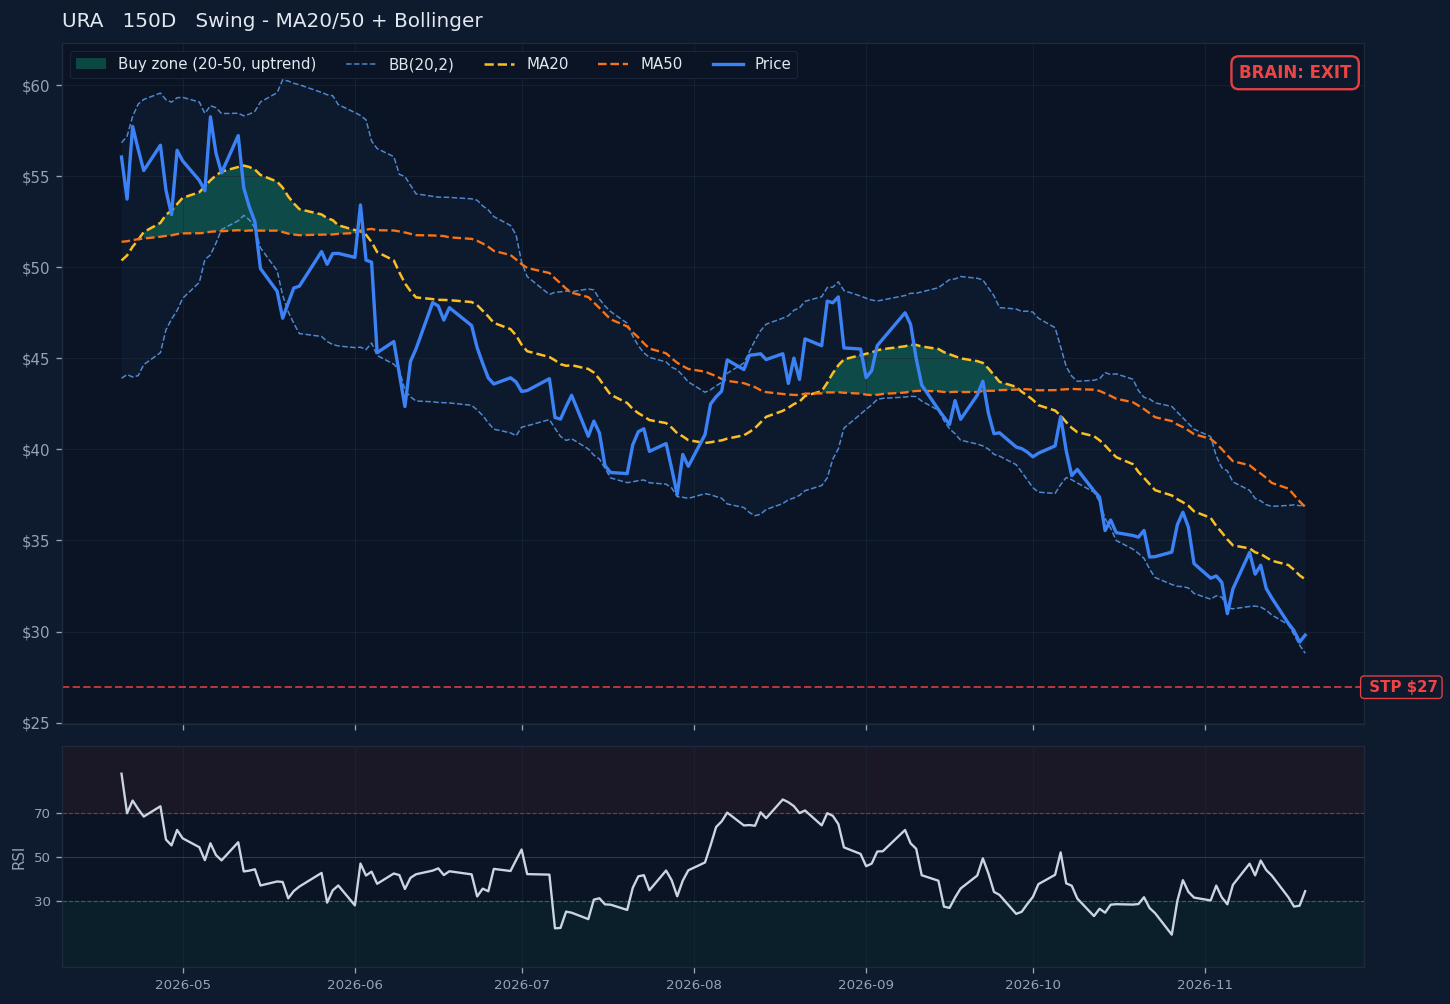 URA   150D   Swing - MA20/50 + Bollinger
Buy zone (20-50, uptrend)   BB(20,2)   MA20   MA50   Price
BRAIN: EXIT
$60
$55
$50
$45
$40
$35
$30
STP $27
$25
70
50
30
RSI
2026-05   2026-06   2026-07   2026-08   2026-09   2026-10   2026-11